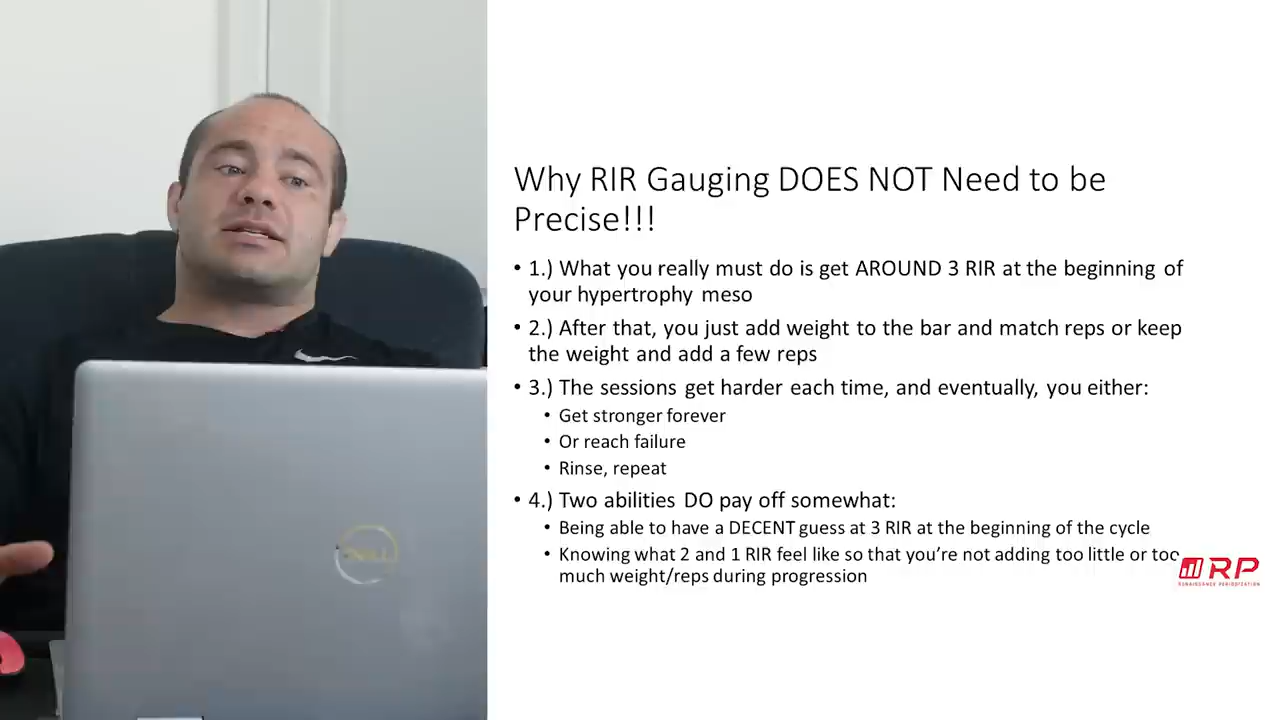 Why RIR Gauging DOES NOT Need to be
Precise!!!
• 1.) What you really must do is get AROUND 3 RIR at the beginning of
your hypertrophy meso
• 2.) After that, you just add weight to the bar and match reps or keep
the weight and add a few reps
• 3.) The sessions get harder each time, and eventually, you either:
• Get stronger forever
• Or reach failure
• Rinse, repeat
• 4.) Two abilities DO pay off somewhat:
• Being able to have a DECENT guess at 3 RIR at the beginning of the cycle
• Knowing what 2 and 1 RIR feel like so that you're not adding too little or too
much weight/reps during progression
RP
RENAISSANCE PERIODIZATION
DELL